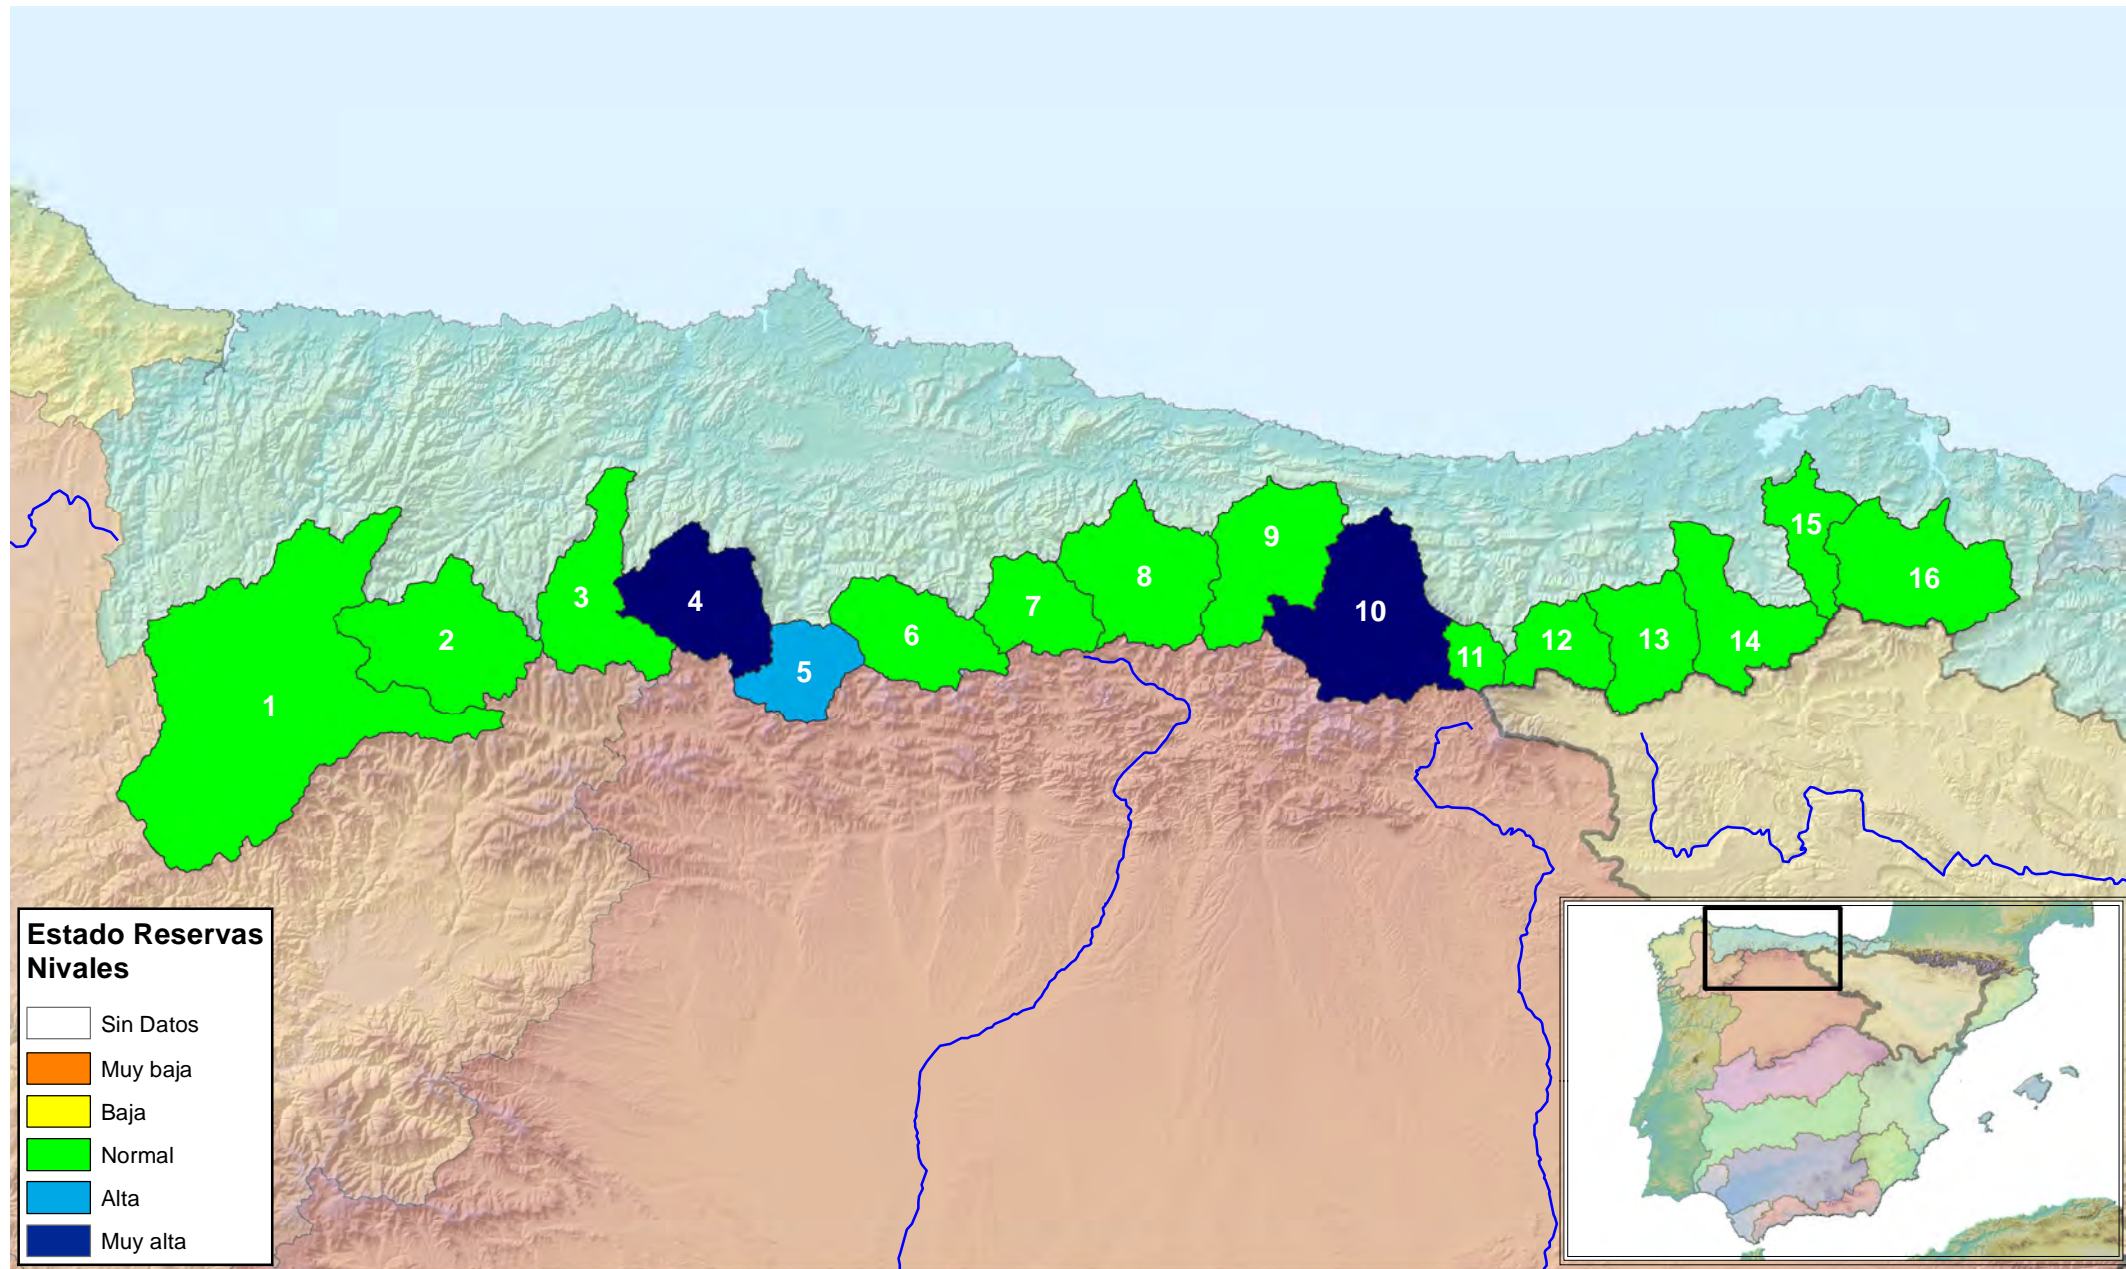 1
2
3
4
5
6
7
8
9
10
11
12
13
14
15
16
Estado Reservas
Nivales
Sin Datos
Muy baja
Baja
Normal
Alta
Muy alta